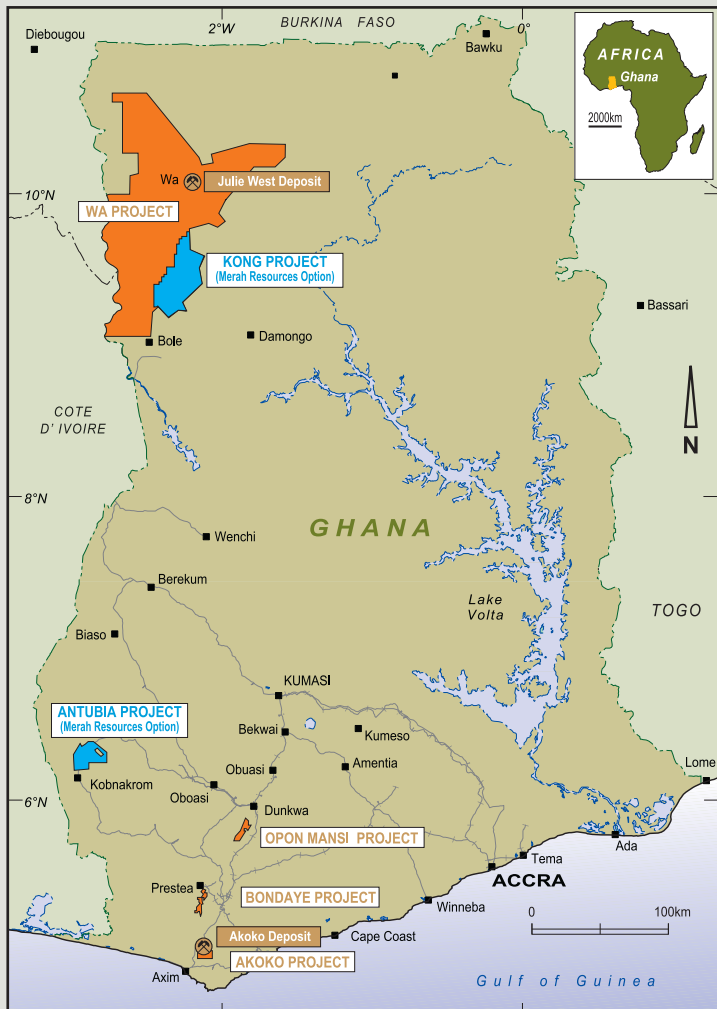 Diebougou
2°W
BURKINA FASO
0°
Bawku
AFRICA
Ghana
2000km
Wa
Julie West Deposit
10°N
WA PROJECT
KONG PROJECT
(Merah Resources Option)
Bassari
Bole
Damongo
COTE
D' IVOIRE
N
8°N
GHANA
Wenchi
Berekum
Lake
Volta
TOGO
Biaso
KUMASI
ANTUBIA PROJECT
(Merah Resources Option)
Bekwai
Kumeso
Obuasi
Amentia
Lome
Kobnakrom
Oboasi
6°N
Dunkwa
OPON MANSI PROJECT
Ada
Tema
ACCRA
Prestea
BONDAYE PROJECT
Winneba
0
100km
Akoko Deposit
Cape Coast
AKOKO PROJECT
Axim
Gulf of Guinea